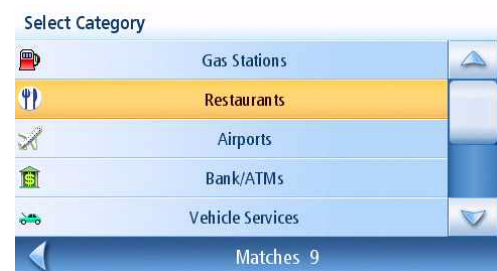 Select Category
Gas Stations
Restaurants
Airports
Bank/ATMs
Vehicle Services
Matches 9